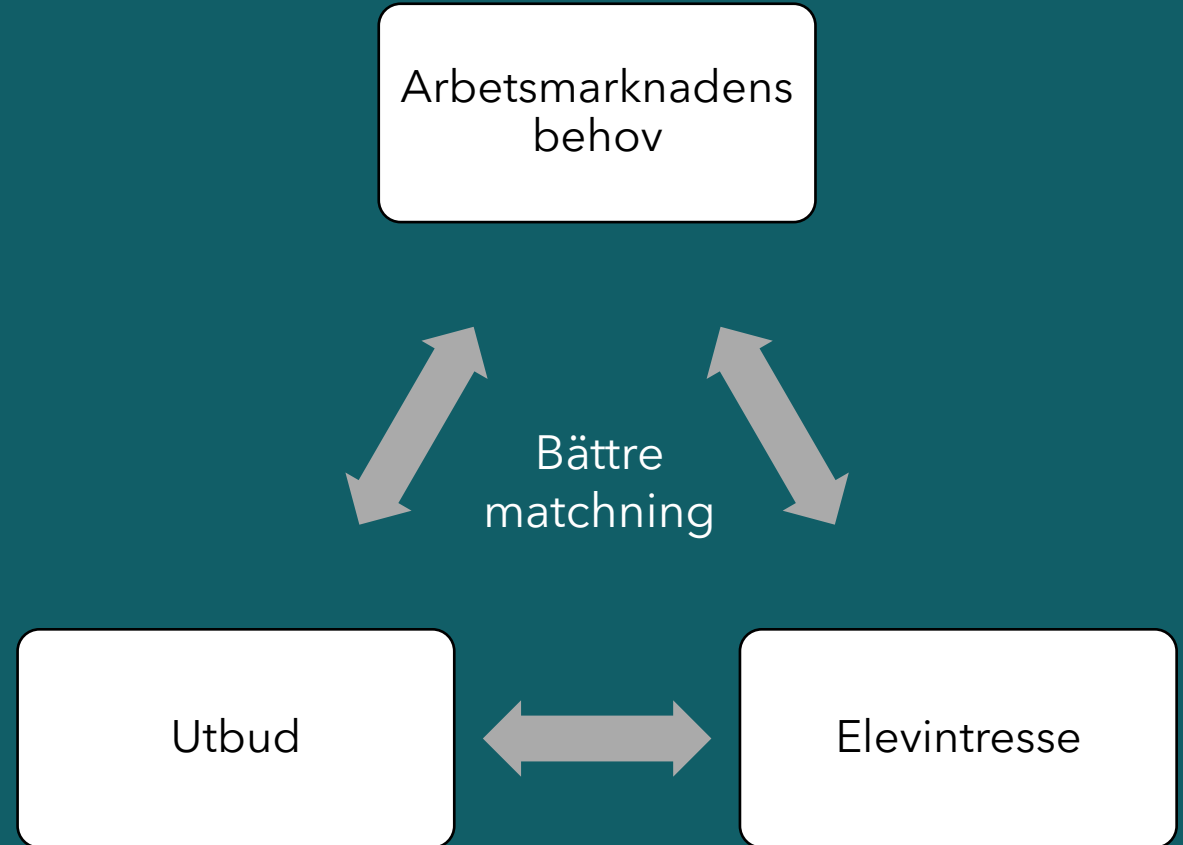 Arbetsmarknadens
behov
Bättre
matchning
Utbud
Elevintresse